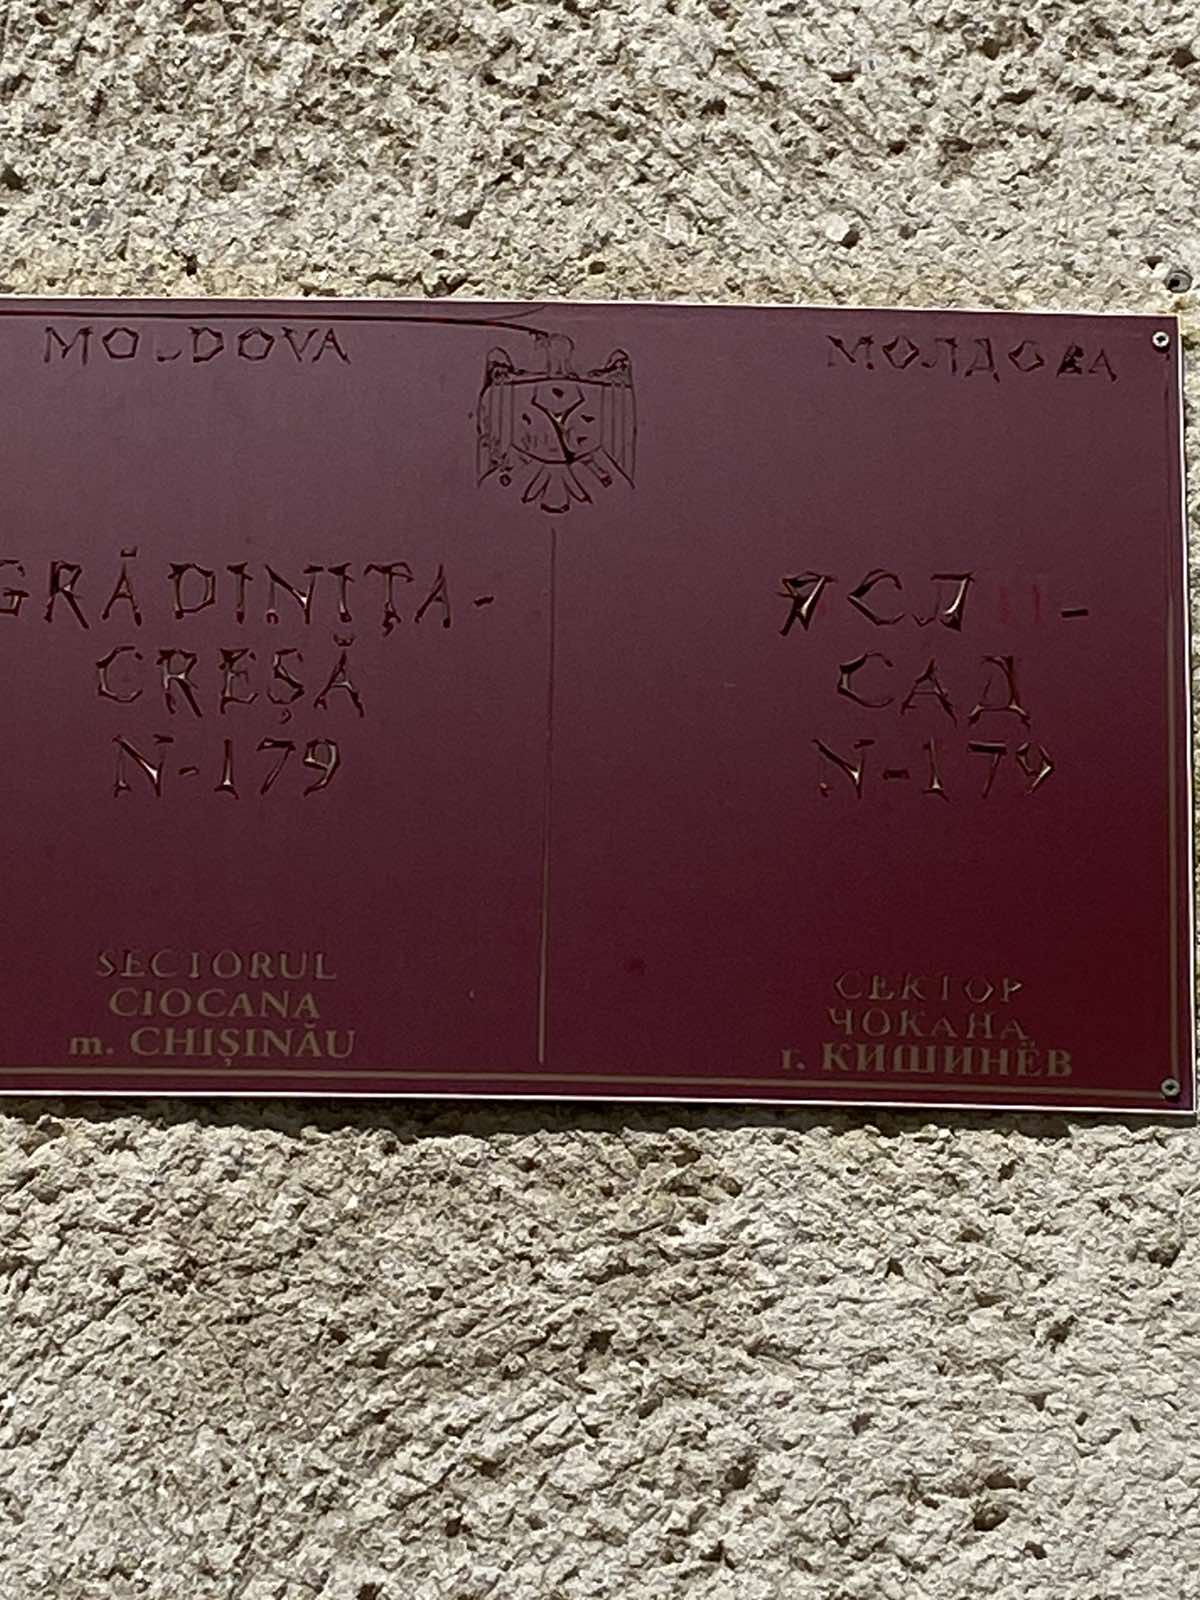 MOLDOVA
GRĂDINIȚA-
CREȘĂ
N-179
SECTORUL
CIOCANA
m. CHIȘINĂU
МОЛДОВА
ЯСЛИ-
САД
N-179
СЕКТОР
ЧОКАНА
г. КИШИНЁВ